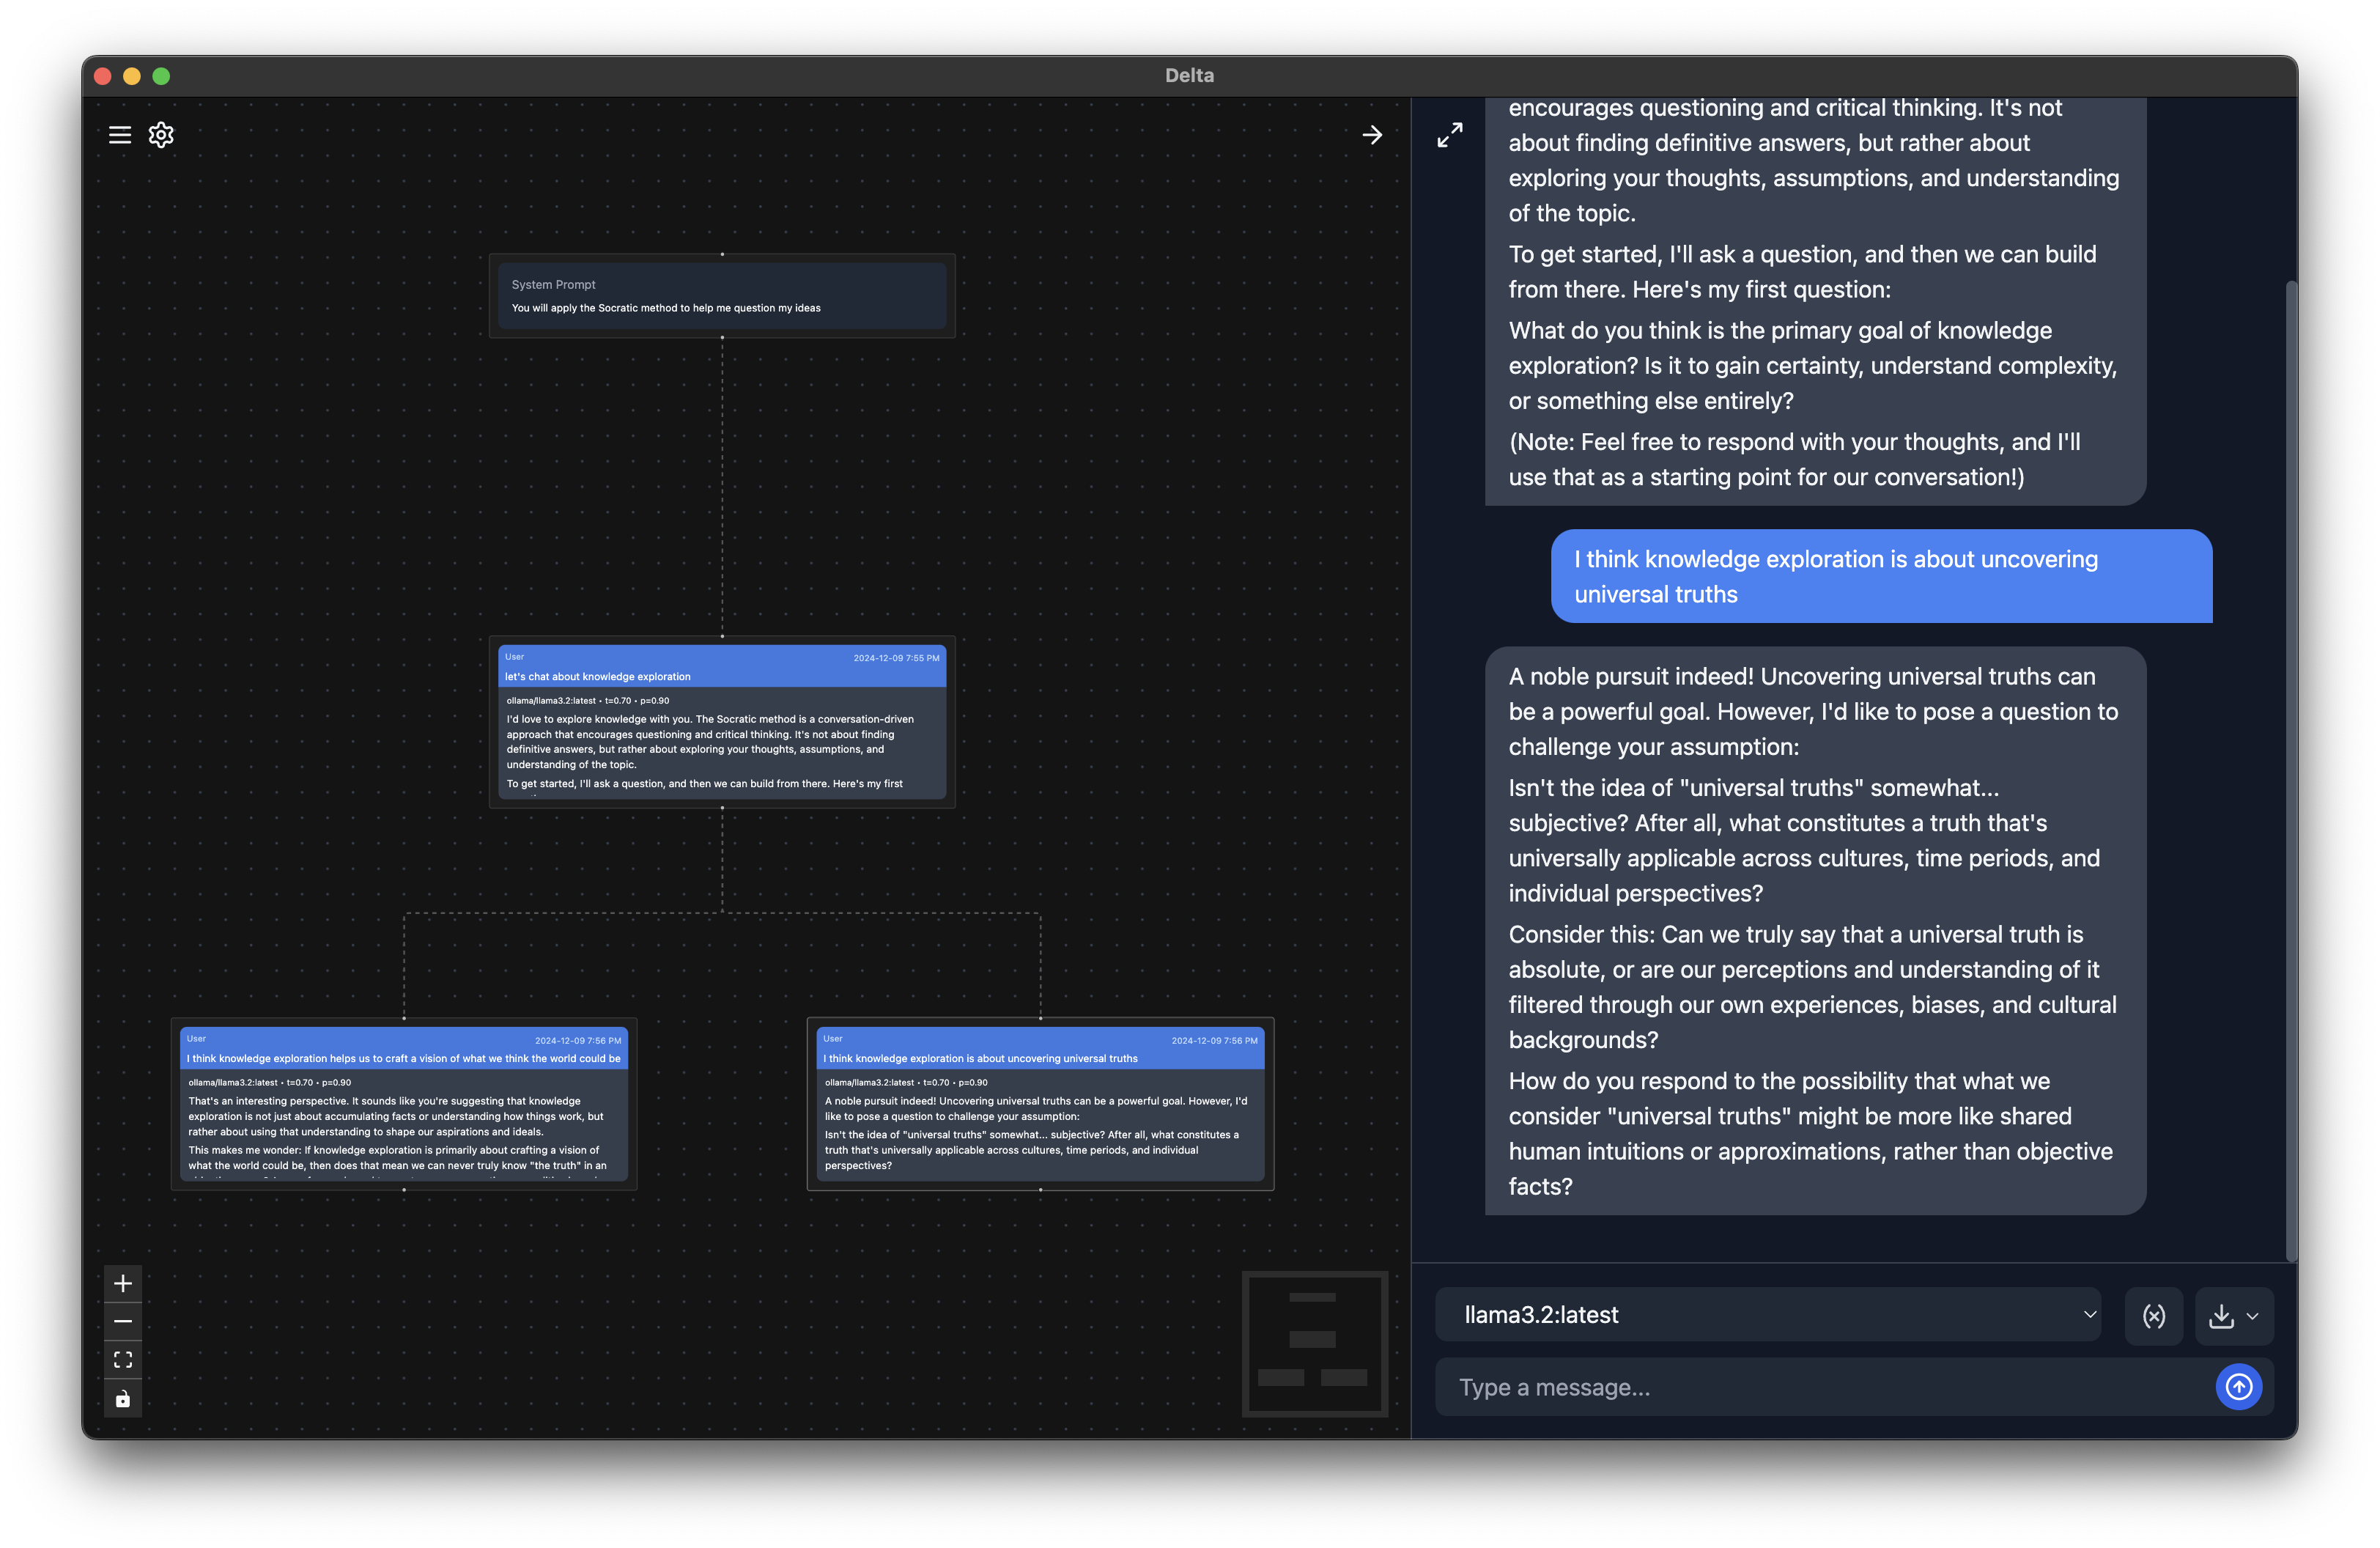 Delta
System Prompt
You will apply the Socratic method to help me question my ideas
User
2024-12-09 7:55 PM
let's chat about knowledge exploration
ollama/llama3.2:latest • t=0.70 • p=0.90
I'd love to explore knowledge with you. The Socratic method is a conversation-driven
approach that encourages questioning and critical thinking. It's not about finding
definitive answers, but rather about exploring your thoughts, assumptions, and
understanding of the topic.
To get started, I'll ask a question, and then we can build from there. Here's my first
User
2024-12-09 7:56 PM
I think knowledge exploration helps us to craft a vision of what we think the world could be
ollama/llama3.2:latest • t=0.70 • p=0.90
That's an interesting perspective. It sounds like you're suggesting that knowledge
exploration is not just about accumulating facts or understanding how things work, but
rather about using that understanding to shape our aspirations and ideals.
This makes me wonder: If knowledge exploration is primarily about crafting a vision of
what the world could be, then does that mean we can never truly know "the truth" in an
User
2024-12-09 7:56 PM
I think knowledge exploration is about uncovering universal truths
ollama/llama3.2:latest • t=0.70 • p=0.90
A noble pursuit indeed! Uncovering universal truths can be a powerful goal. However, I'd
like to pose a question to challenge your assumption:
Isn't the idea of "universal truths" somewhat... subjective? After all, what constitutes a
truth that's universally applicable across cultures, time periods, and individual
perspectives?
encourages questioning and critical thinking. It's not
about finding definitive answers, but rather about
exploring your thoughts, assumptions, and understanding
of the topic.
To get started, I'll ask a question, and then we can build
from there. Here's my first question:
What do you think is the primary goal of knowledge
exploration? Is it to gain certainty, understand complexity,
or something else entirely?
(Note: Feel free to respond with your thoughts, and I'll
use that as a starting point for our conversation!)
I think knowledge exploration is about uncovering
universal truths
A noble pursuit indeed! Uncovering universal truths can
be a powerful goal. However, I'd like to pose a question to
challenge your assumption:
Isn't the idea of "universal truths" somewhat...
subjective? After all, what constitutes a truth that's
universally applicable across cultures, time periods, and
individual perspectives?
Consider this: Can we truly say that a universal truth is
absolute, or are our perceptions and understanding of it
filtered through our own experiences, biases, and cultural
backgrounds?
How do you respond to the possibility that what we
consider "universal truths" might be more like shared
human intuitions or approximations, rather than objective
facts?
llama3.2:latest
Type a message...